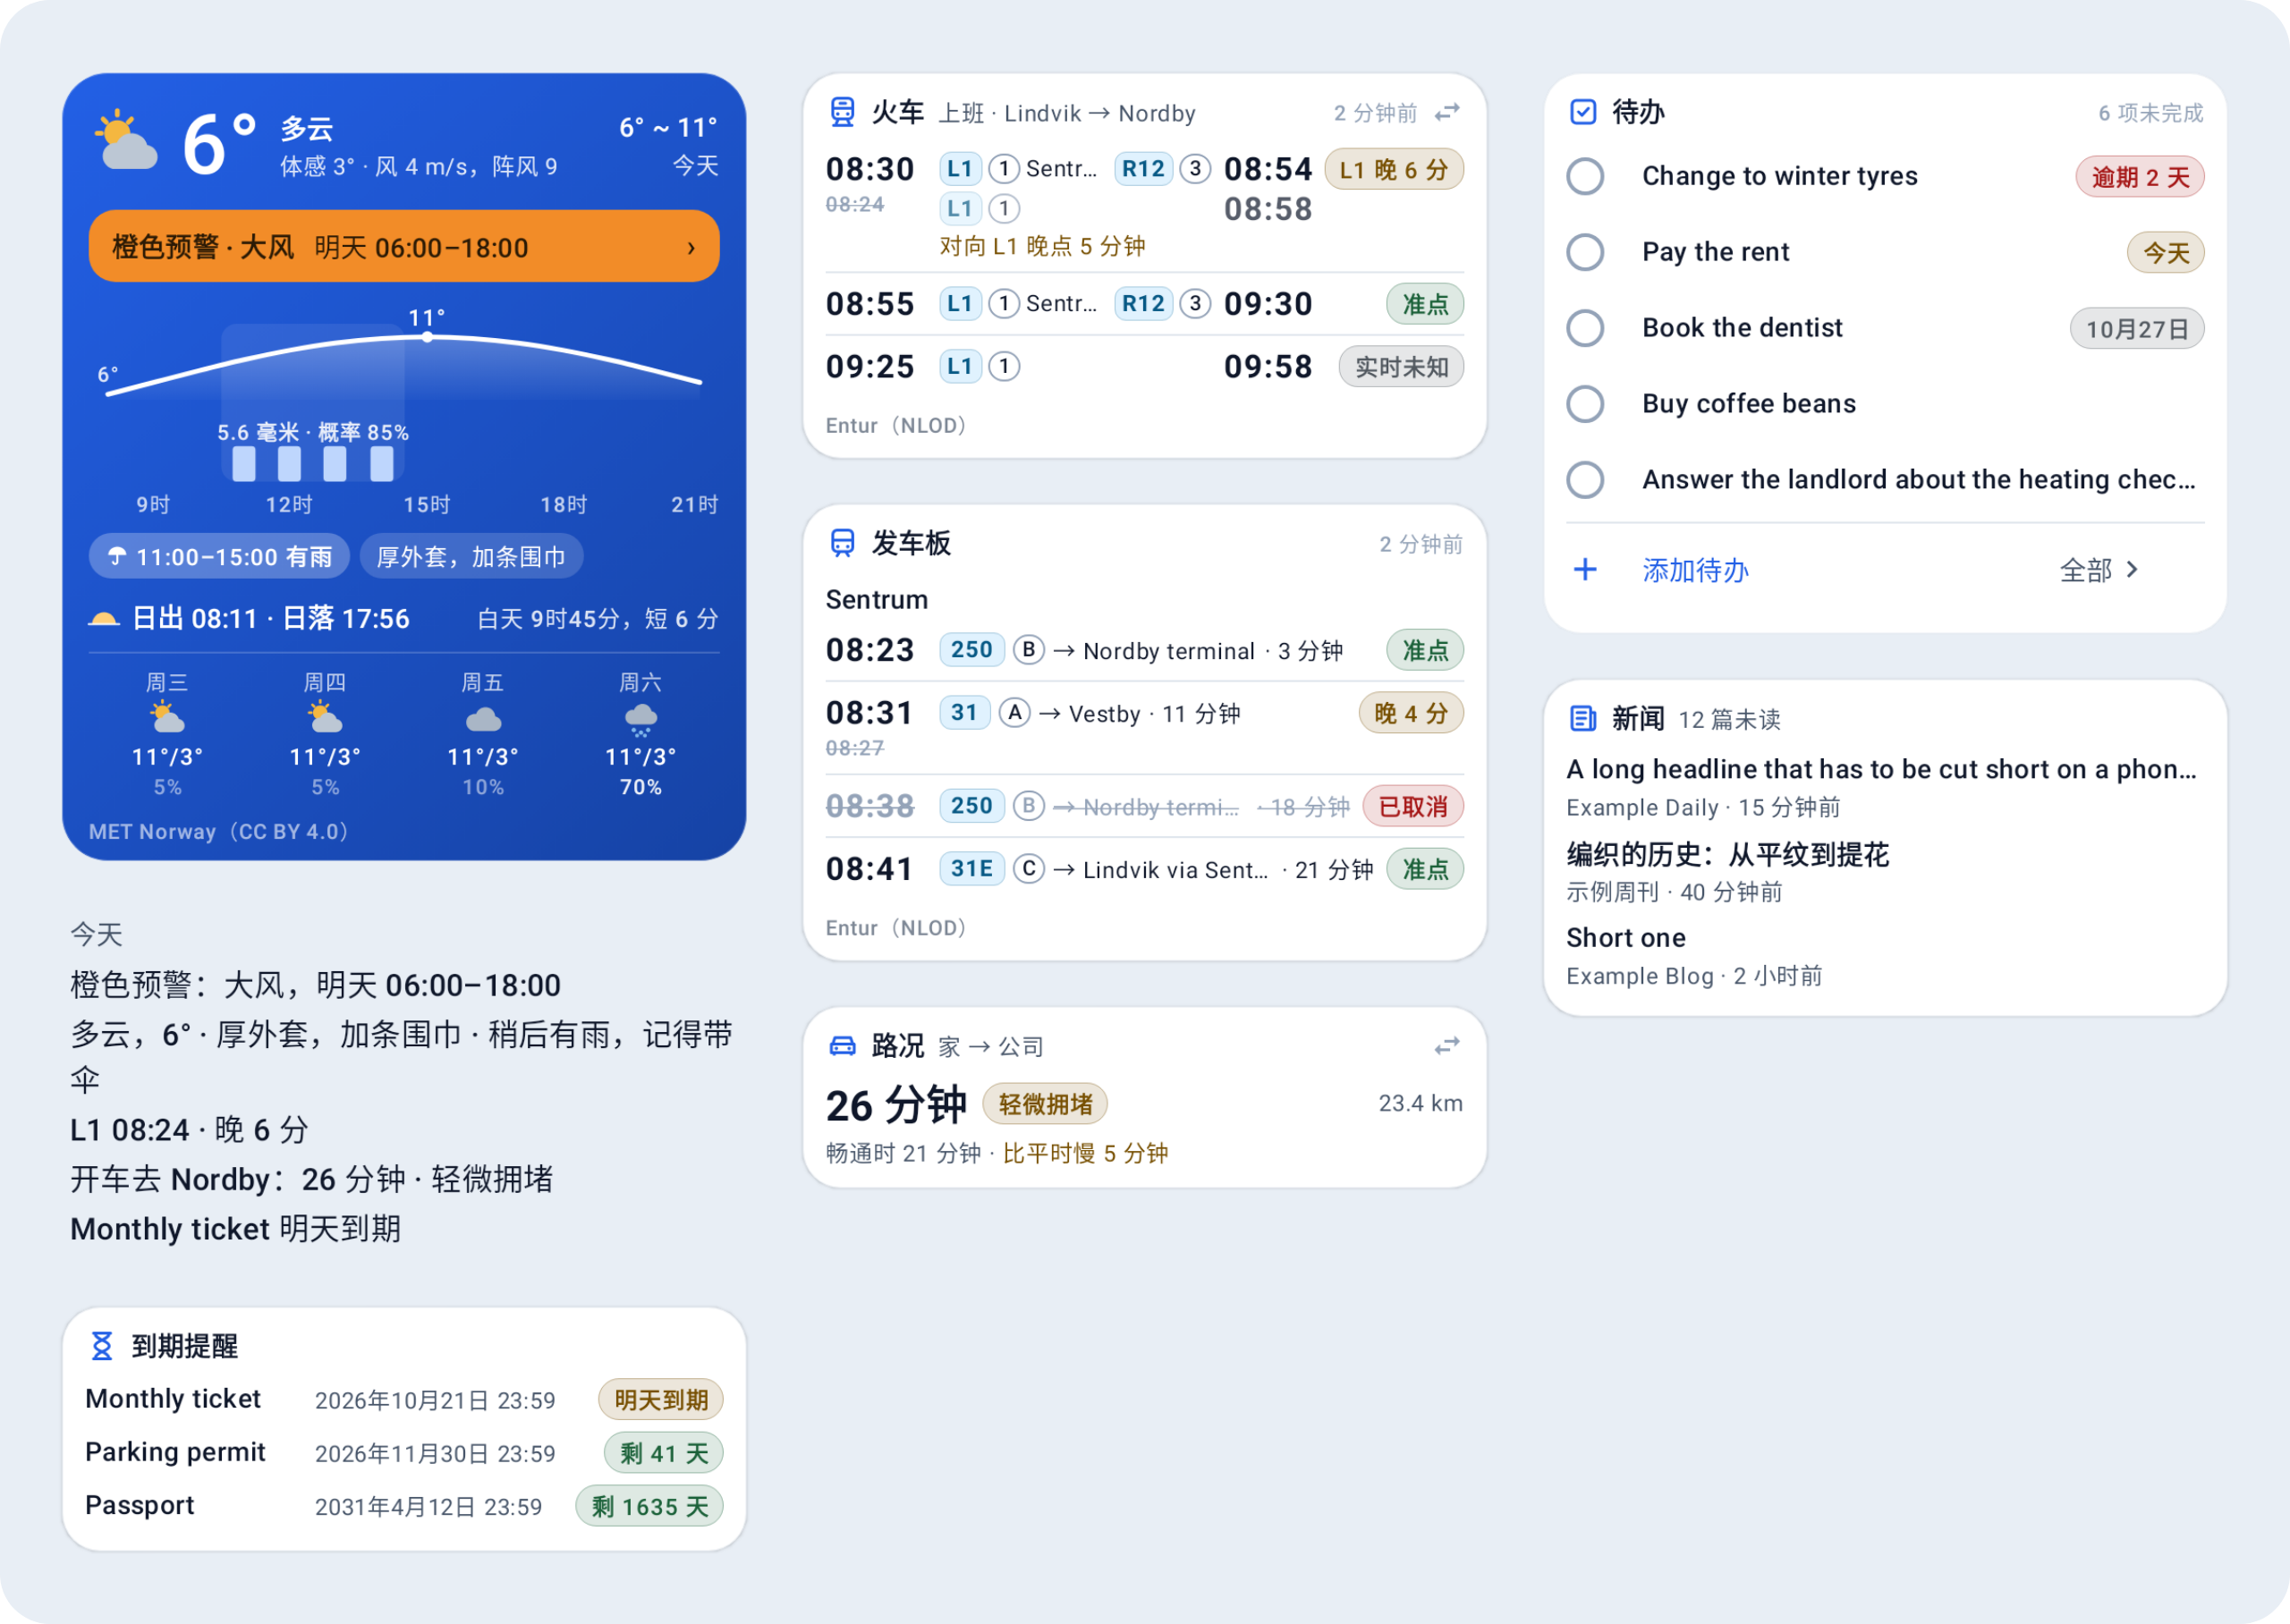 6° 多云 6° ~ 11°
体感 3° · 风 4 m/s，阵风 9 今天
橙色预警 · 大风 明天 06:00–18:00 ›
11°
6°
5.6 毫米 · 概率 85%
9时 12时 15时 18时 21时
11:00–15:00 有雨 厚外套，加条围巾
日出 08:11 · 日落 17:56 白天 9时45分，短 6 分
周三 周四 周五 周六
11°/3° 11°/3° 11°/3° 11°/3°
5% 5% 10% 70%
MET Norway（CC BY 4.0）
今天
橙色预警：大风，明天 06:00–18:00
多云，6° · 厚外套，加条围巾 · 稍后有雨，记得带
伞
L1 08:24 · 晚 6 分
开车去 Nordby：26 分钟 · 轻微拥堵
Monthly ticket 明天到期
到期提醒
Monthly ticket 2026年10月21日 23:59 明天到期
Parking permit 2026年11月30日 23:59 剩 41 天
Passport 2031年4月12日 23:59 剩 1635 天
火车 上班 · Lindvik → Nordby 2 分钟前
08:30 L1 1 Sentr… R12 3 08:54 L1 晚 6 分
08:24 L1 1 08:58
对向 L1 晚点 5 分钟
08:55 L1 1 Sentr… R12 3 09:30 准点
09:25 L1 1 09:58 实时未知
Entur（NLOD）
发车板 2 分钟前
Sentrum
08:23 250 B → Nordby terminal · 3 分钟 准点
08:31 31 A → Vestby · 11 分钟 晚 4 分
08:27
08:38 250 B → Nordby termi… · 18 分钟 已取消
08:41 31E C → Lindvik via Sent… · 21 分钟 准点
Entur（NLOD）
路况 家 → 公司
26 分钟 轻微拥堵 23.4 km
畅通时 21 分钟 · 比平时慢 5 分钟
待办 6 项未完成
Change to winter tyres 逾期 2 天
Pay the rent 今天
Book the dentist 10月27日
Buy coffee beans
Answer the landlord about the heating chec…
+ 添加待办 全部
新闻 12 篇未读
A long headline that has to be cut short on a phon…
Example Daily · 15 分钟前
编织的历史：从平纹到提花
示例周刊 · 40 分钟前
Short one
Example Blog · 2 小时前